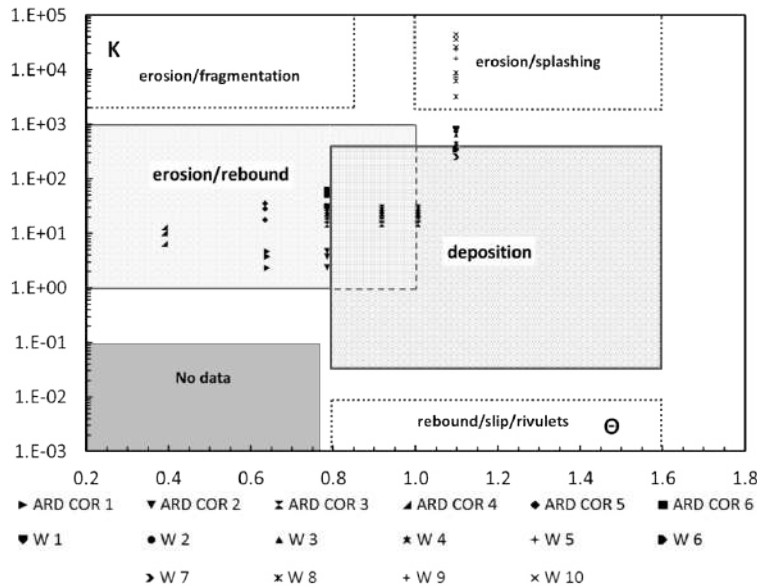 1.E+05
K
erosion/fragmentation
erosion/splashing
1.E+04
1.E+03
erosion/rebound
1.E+02
1.E+01
deposition
1.E+00
1.E-01
No data
1.E-02
rebound/slip/rivulets Θ
1.E-03
0.2 0.4 0.6 0.8 1.0 1.2 1.4 1.6 1.8
ARD COR 1 ARD COR 2 ARD COR 3 ARD COR 4 ARD COR 5 ARD COR 6
W 1 W 2 W 3 W 4 W 5 W 6
W 7 W 8 W 9 W 10